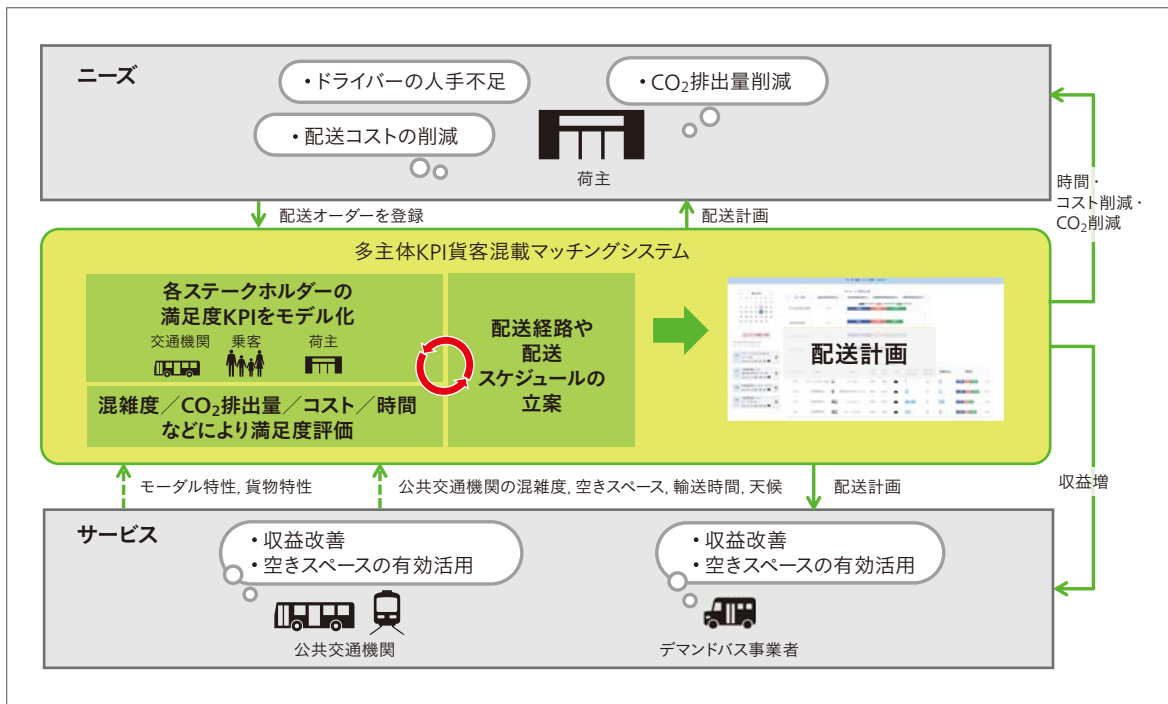 ニーズ
・ドライバーの人手不足
・CO₂排出量削減
・配送コストの削減
荷主
時間・
コスト削減・
CO₂削減
配送オーダーを登録
配送計画
多主体KPI貨客混載マッチングシステム
各ステークホルダーの
満足度KPIをモデル化
交通機関 乗客 荷主
混雑度／CO₂排出量／コスト／時間
などにより満足度評価
配送経路や
配送
スケジュールの
立案
配送計画
モーダル特性, 貨物特性
公共交通機関の混雑度, 空きスペース, 輸送時間, 天候
配送計画
収益増
サービス
・収益改善
・空きスペースの有効活用
公共交通機関
・収益改善
・空きスペースの有効活用
デマンドバス事業者